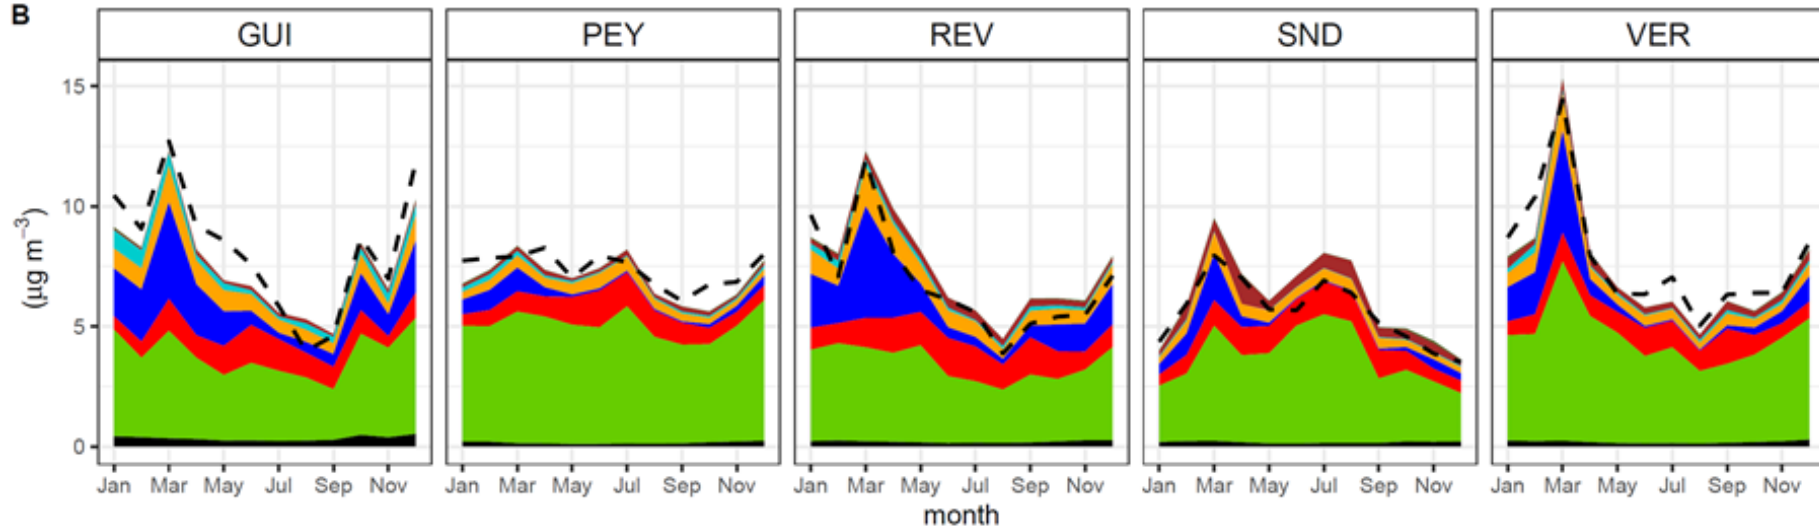 B
GUI PEY REV SND VER
15
10
5
0
(µg m⁻³)
Jan Mar May Jul Sep Nov Jan Mar May Jul Sep Nov Jan Mar May Jul Sep Nov Jan Mar May Jul Sep Nov Jan Mar May Jul Sep Nov
month